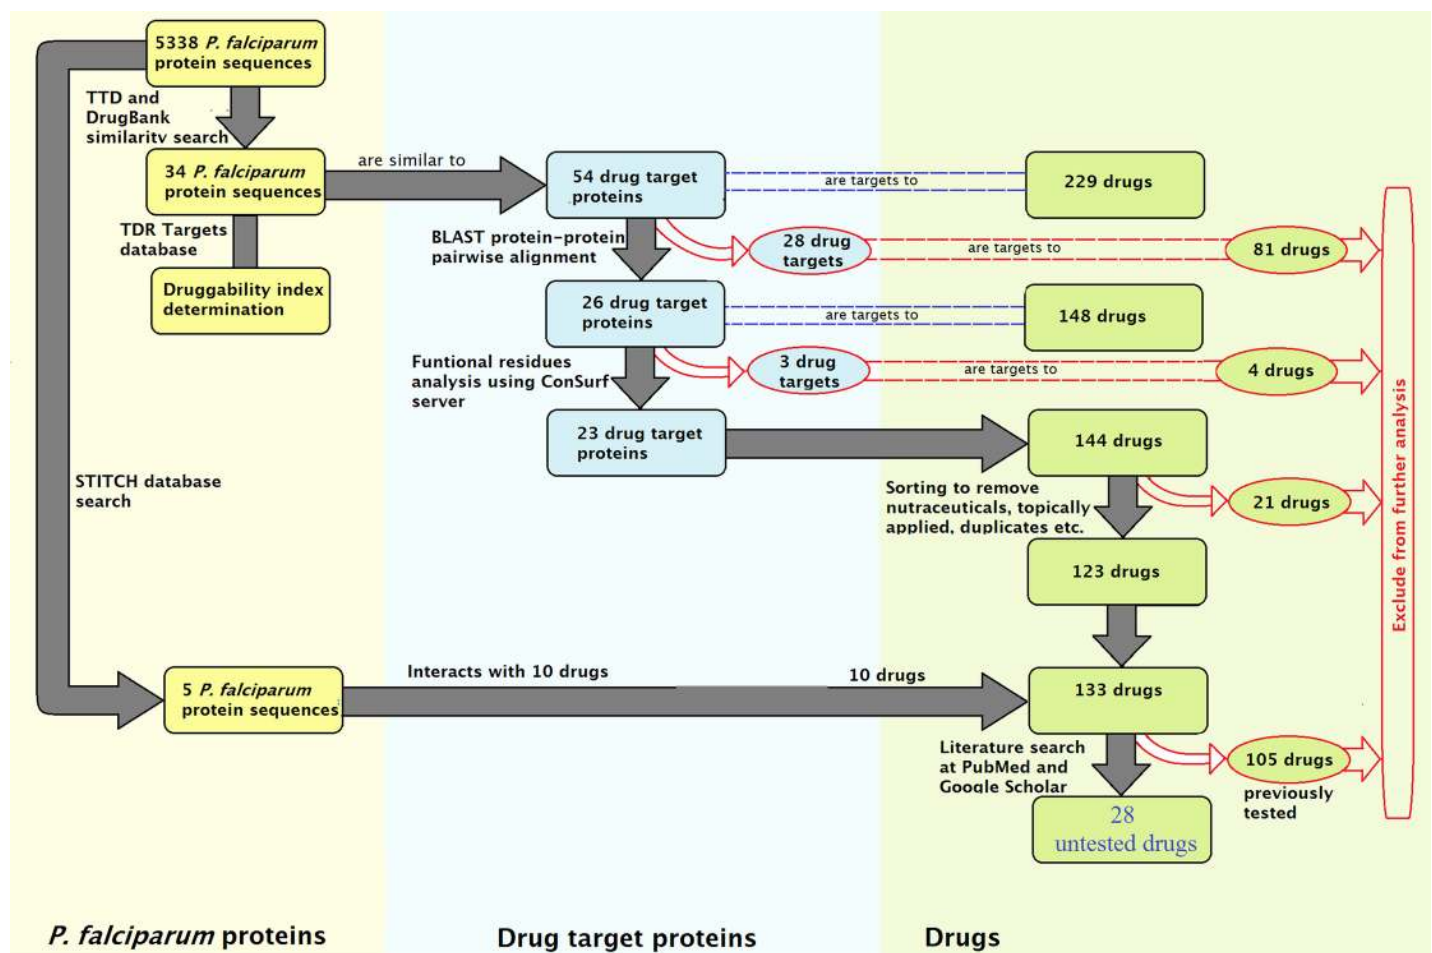 5338 P. falciparum
protein sequences
TTD and
DrugBank
similarity search
34 P. falciparum
protein sequences
are similar to
54 drug target
proteins
are targets to
229 drugs
TDR Targets
database
BLAST protein-protein
pairwise alignment
28 drug
targets
are targets to
81 drugs
Druggability index
determination
26 drug target
proteins
are targets to
148 drugs
Funtional residues
analysis using ConSurf
server
3 drug
targets
are targets to
4 drugs
23 drug target
proteins
144 drugs
STITCH database
search
Sorting to remove
nutraceuticals, topically
applied, duplicates etc.
21 drugs
Exclude from further analysis
123 drugs
5 P. falciparum
protein sequences
Interacts with 10 drugs
10 drugs
133 drugs
Literature search
at PubMed and
Google Scholar
105 drugs
previously
tested
28
untested drugs
P. falciparum proteins
Drug target proteins
Drugs